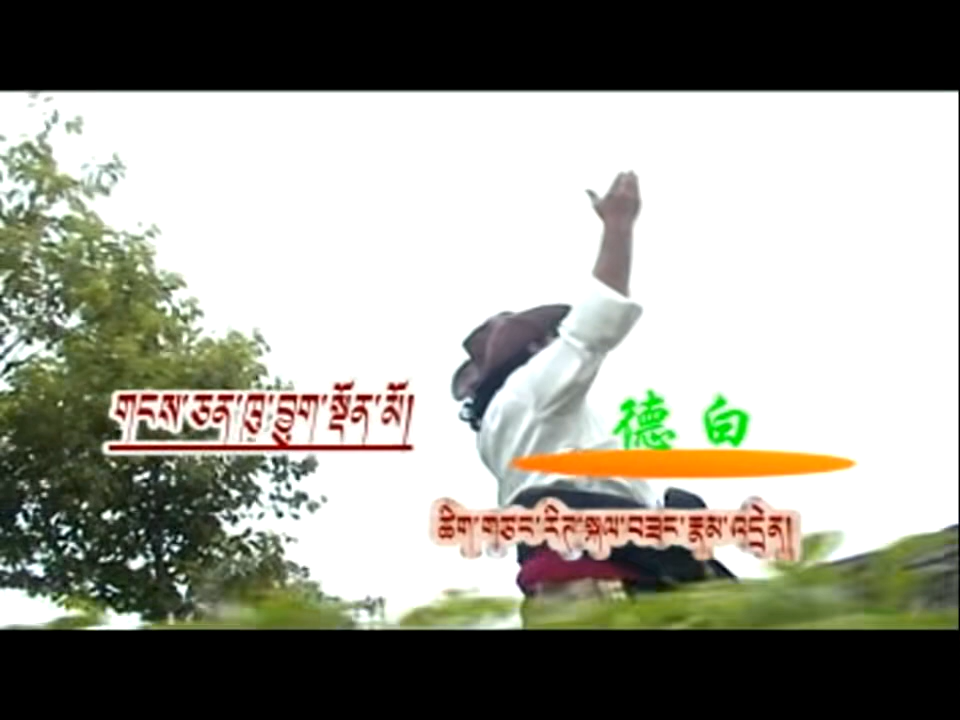 གངས་ཅན་ཁུ་བྱུག་སྔོན་མོ།
德白
ཚིག་གཙང་རིན་སྐལ་བཟང་རྣམ་འདྲེན།